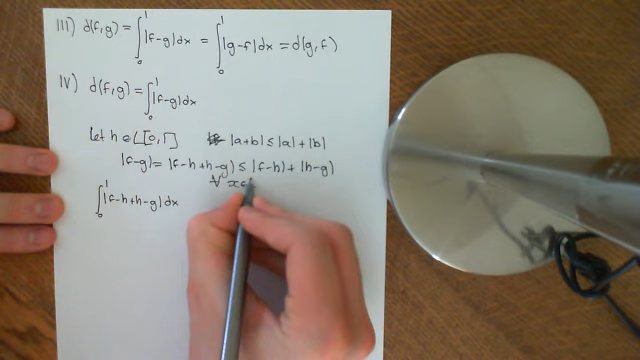 III) d(f,g) = ∫₀¹ |f-g|dx = ∫₀¹ |g-f|dx = d(g,f)
IV) d(f,g) = ∫₀¹ |f-g|dx
let h ∈ C[0,1] |a+b| ≤ |a| + |b|
|f-g| = |f-h+h-g| ≤ |f-h| + |h-g|
∀ x ∈
∫₀¹ |f-h+h-g| dx